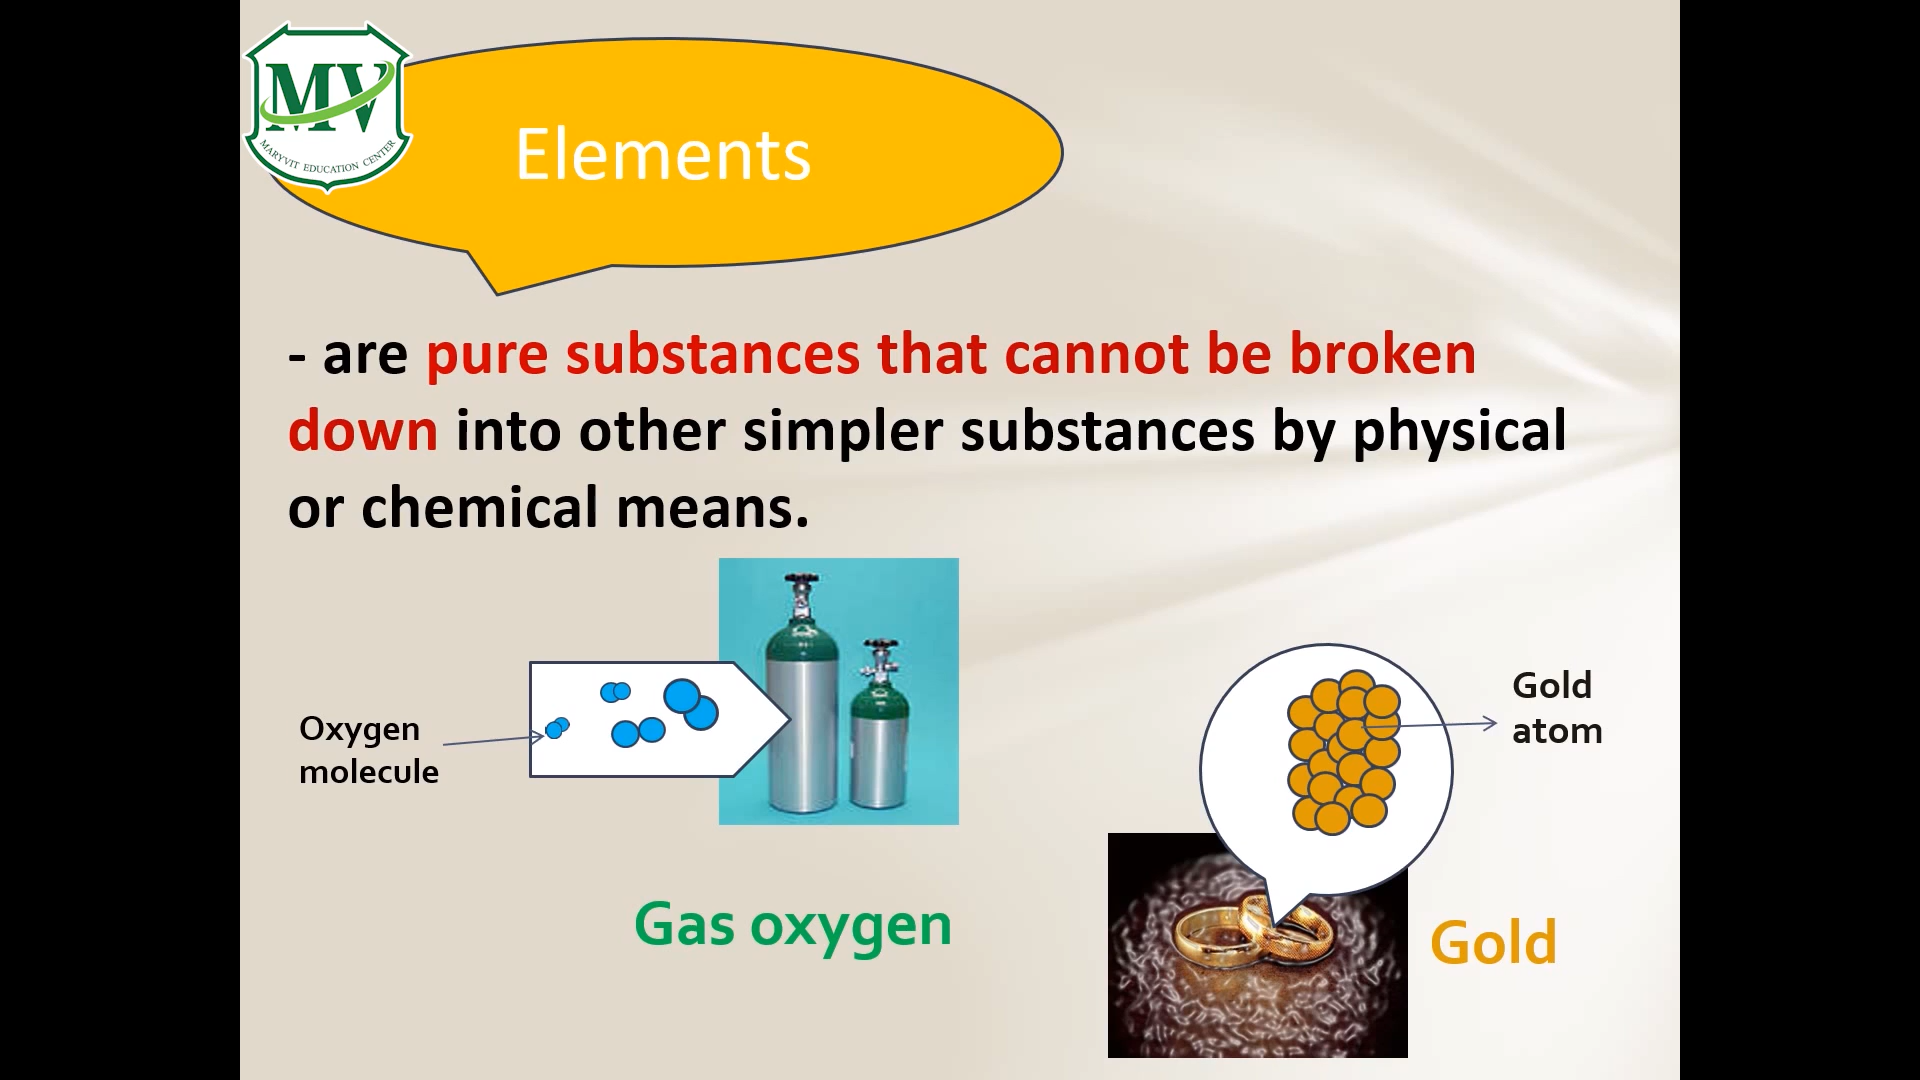 MV
MARYVIT EDUCATION CENTER
Elements
- are pure substances that cannot be broken
down into other simpler substances by physical
or chemical means.
Oxygen
molecule
Gold
atom
Gas oxygen
Gold